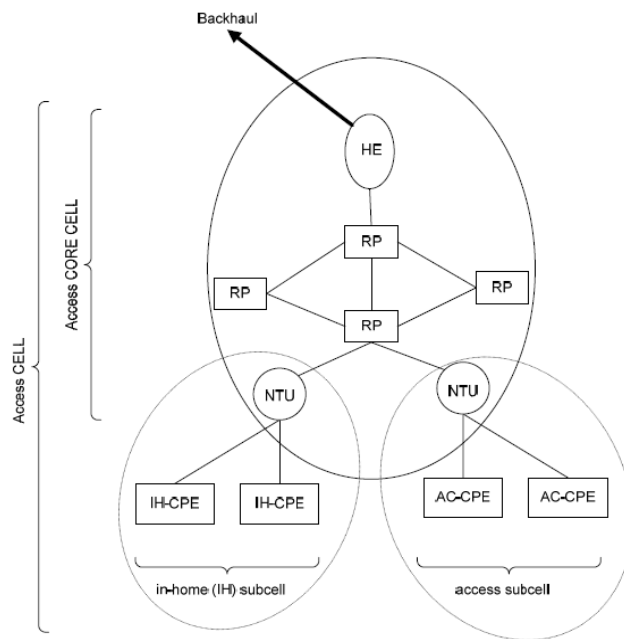 Backhaul
HE
RP
RP
RP
RP
NTU
NTU
IH-CPE
IH-CPE
AC-CPE
AC-CPE
in-home (IH) subcell
access subcell
Access CORE CELL
Access CELL